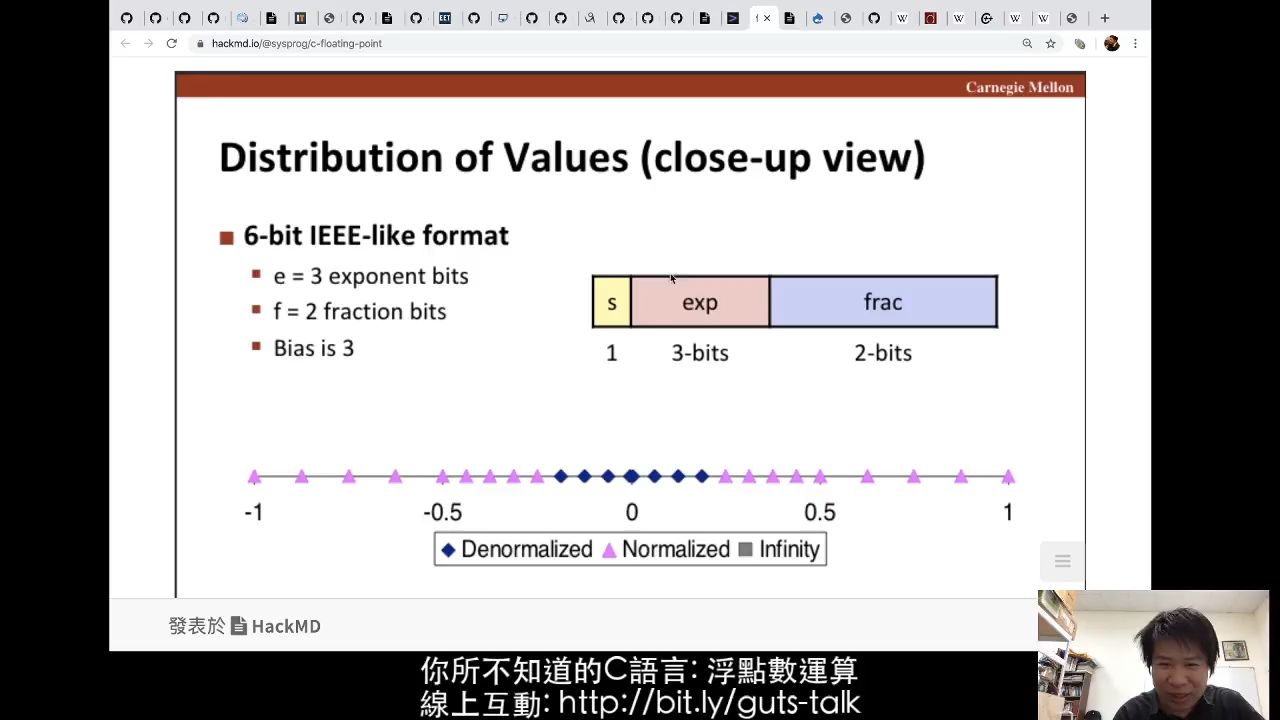 hackmd.io/@sysprog/c-floating-point
Carnegie Mellon
Distribution of Values (close-up view)
6-bit IEEE-like format
e = 3 exponent bits
f = 2 fraction bits
Bias is 3
s exp frac
1 3-bits 2-bits
-1 -0.5 0 0.5 1
Denormalized Normalized Infinity
發表於 HackMD
你所不知道的C語言: 浮點數運算
線上互動: http://bit.ly/guts-talk